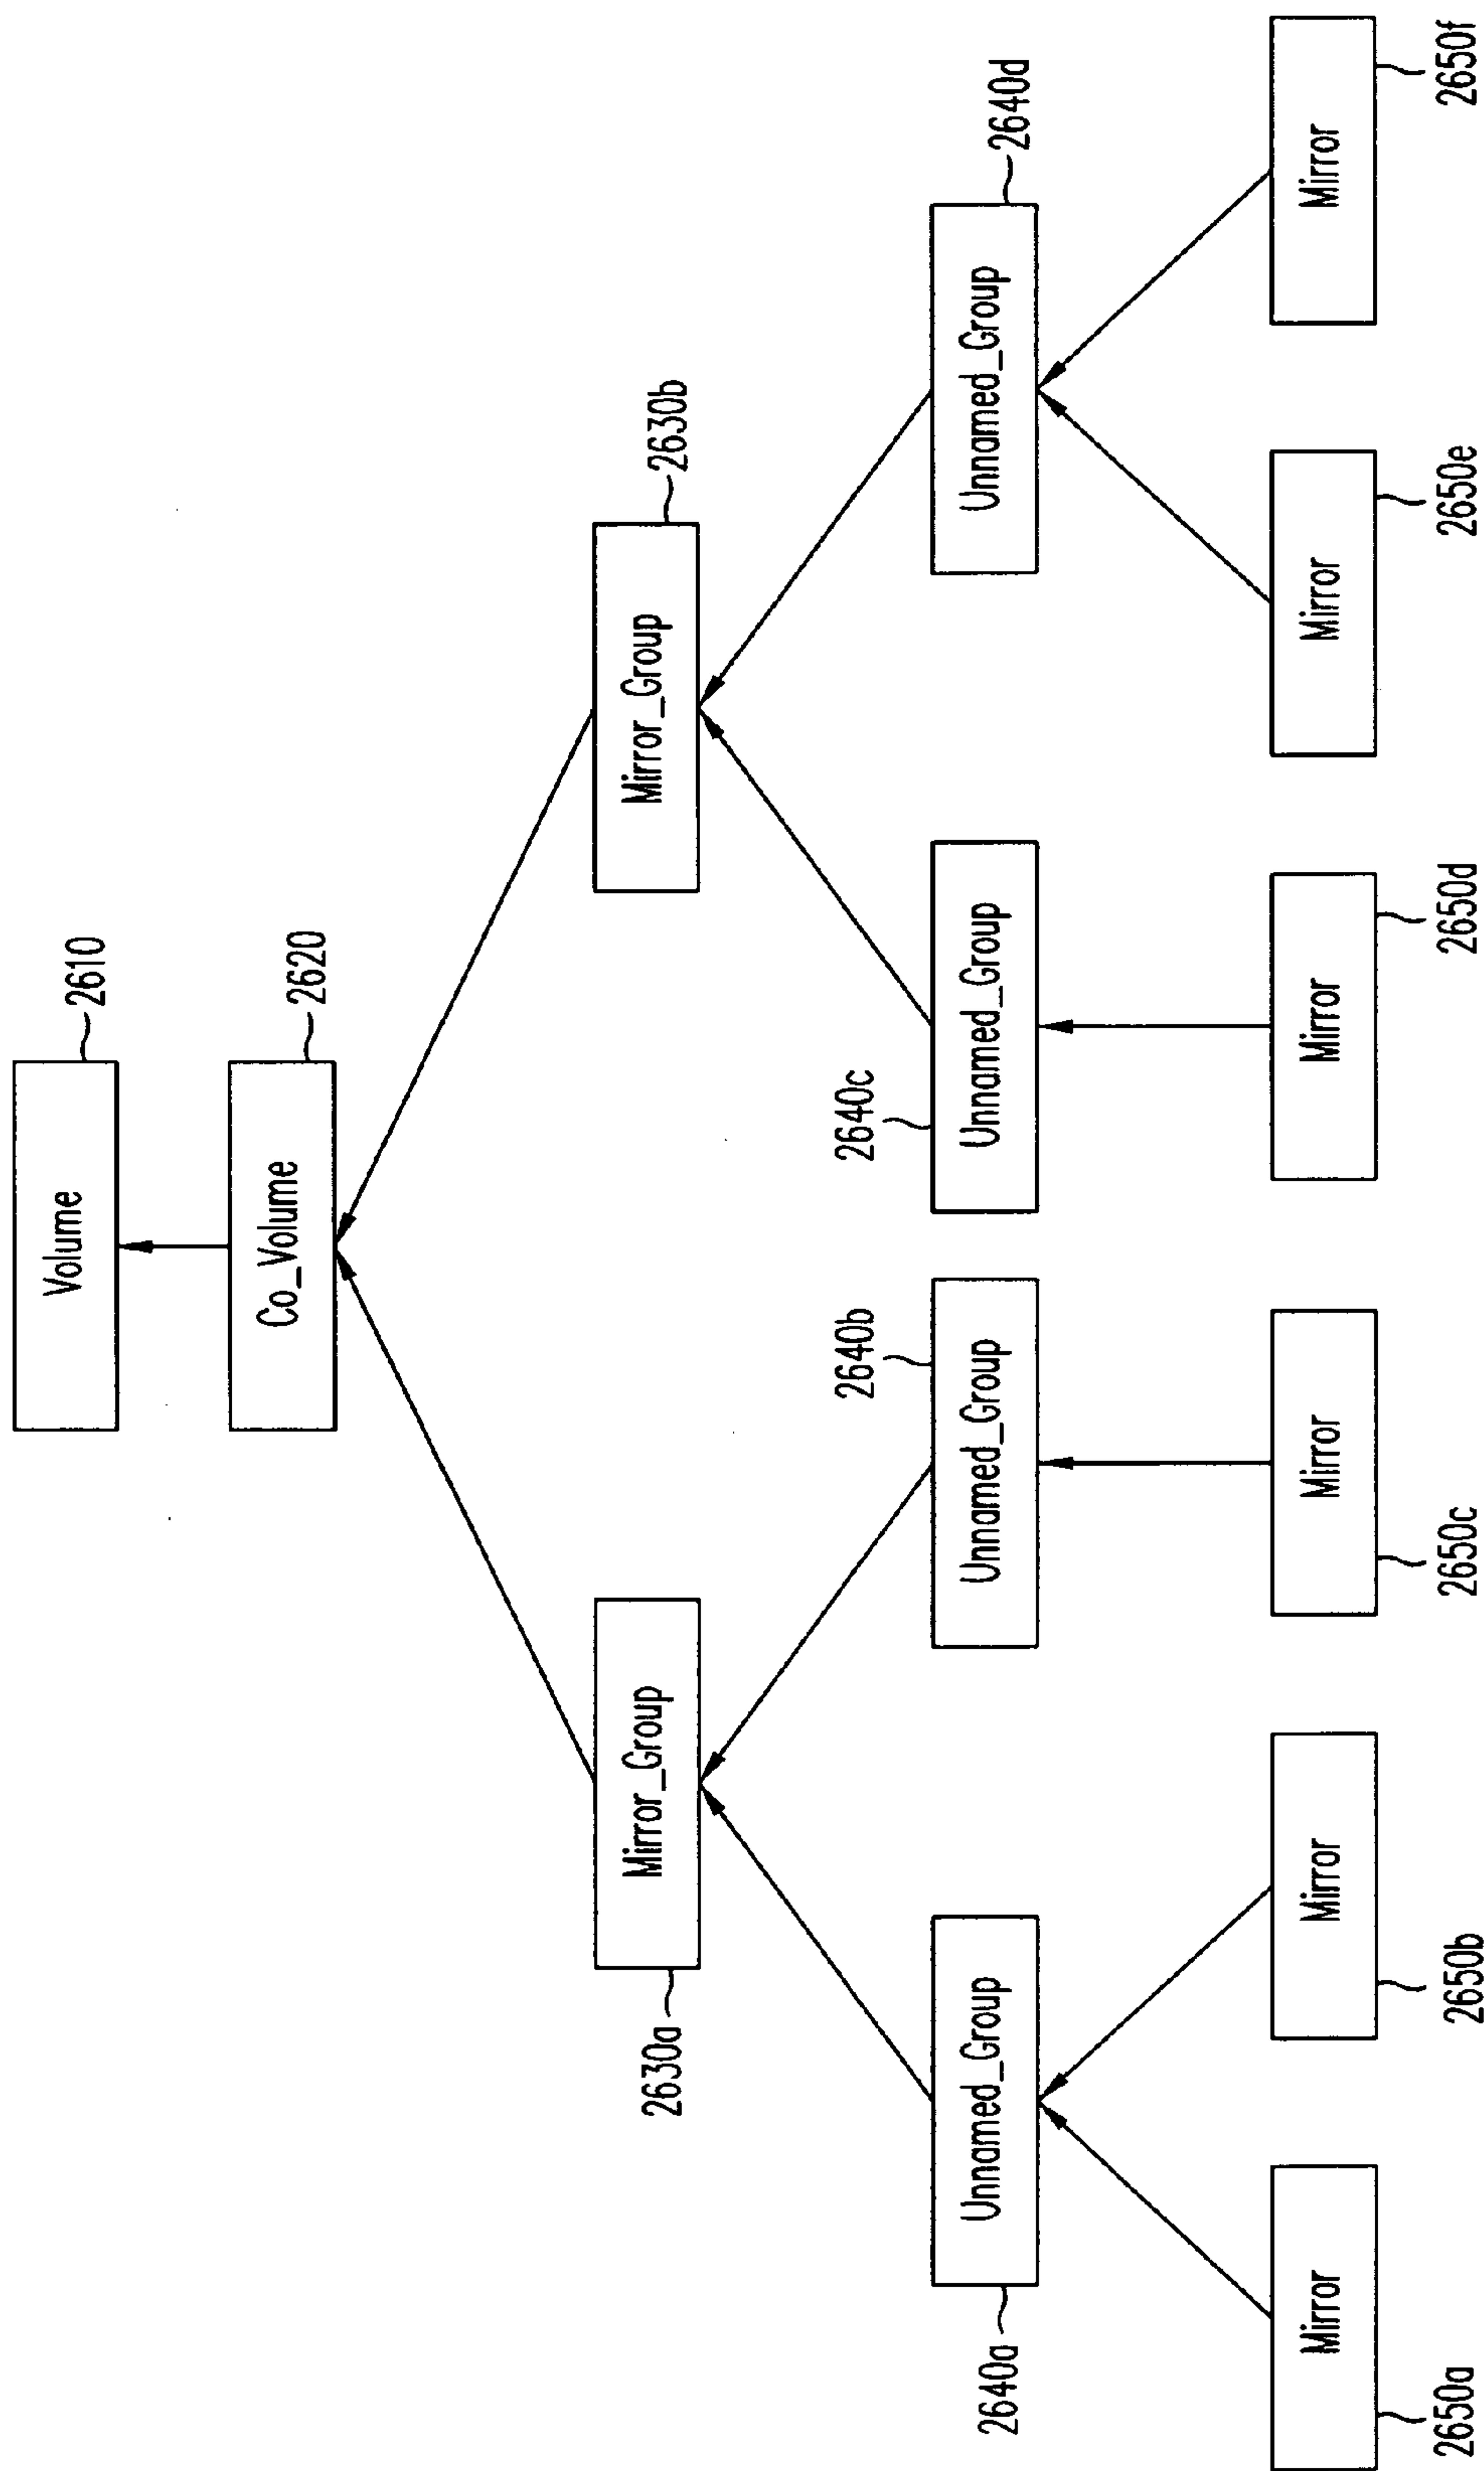 Volume
2610
Co_Volume
2620
Mirror_Group
2630a
Mirror_Group
2630b
Unnamed_Group
2640a
Unnamed_Group
2640b
Unnamed_Group
2640c
Unnamed_Group
2640d
Mirror
2650a
Mirror
2650b
Mirror
2650c
Mirror
2650d
Mirror
2650e
Mirror
2650f